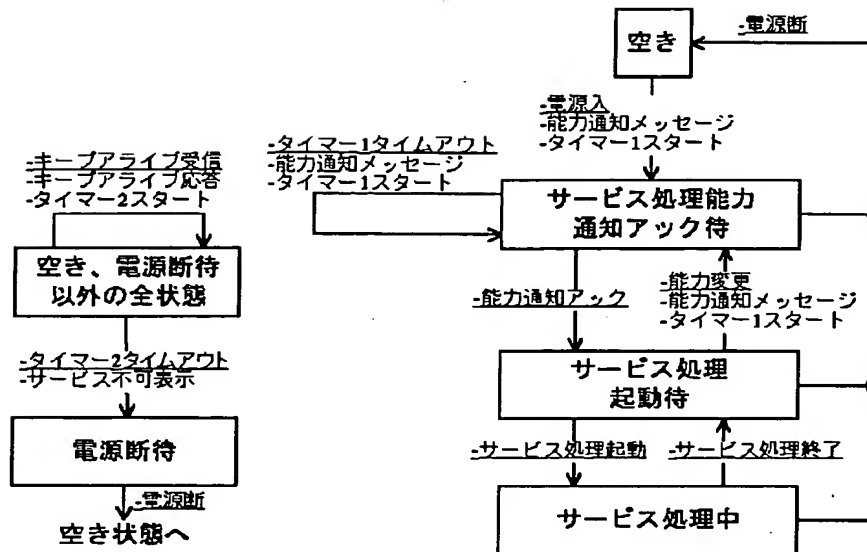 空き
-電源断
-電源入
-能力通知メッセージ
-タイマー1スタート
-タイマー1タイムアウト
-能力通知メッセージ
-タイマー1スタート
サービス処理能力
通知アック待
-能力通知アック
-能力変更
-能力通知メッセージ
-タイマー1スタート
サービス処理
起動待
-サービス処理起動
-サービス処理終了
サービス処理中
-キープアライブ受信
-キープアライブ応答
-タイマー2スタート
空き、電源断待
以外の全状態
-タイマー2タイムアウト
-サービス不可表示
電源断待
-電源断
空き状態へ